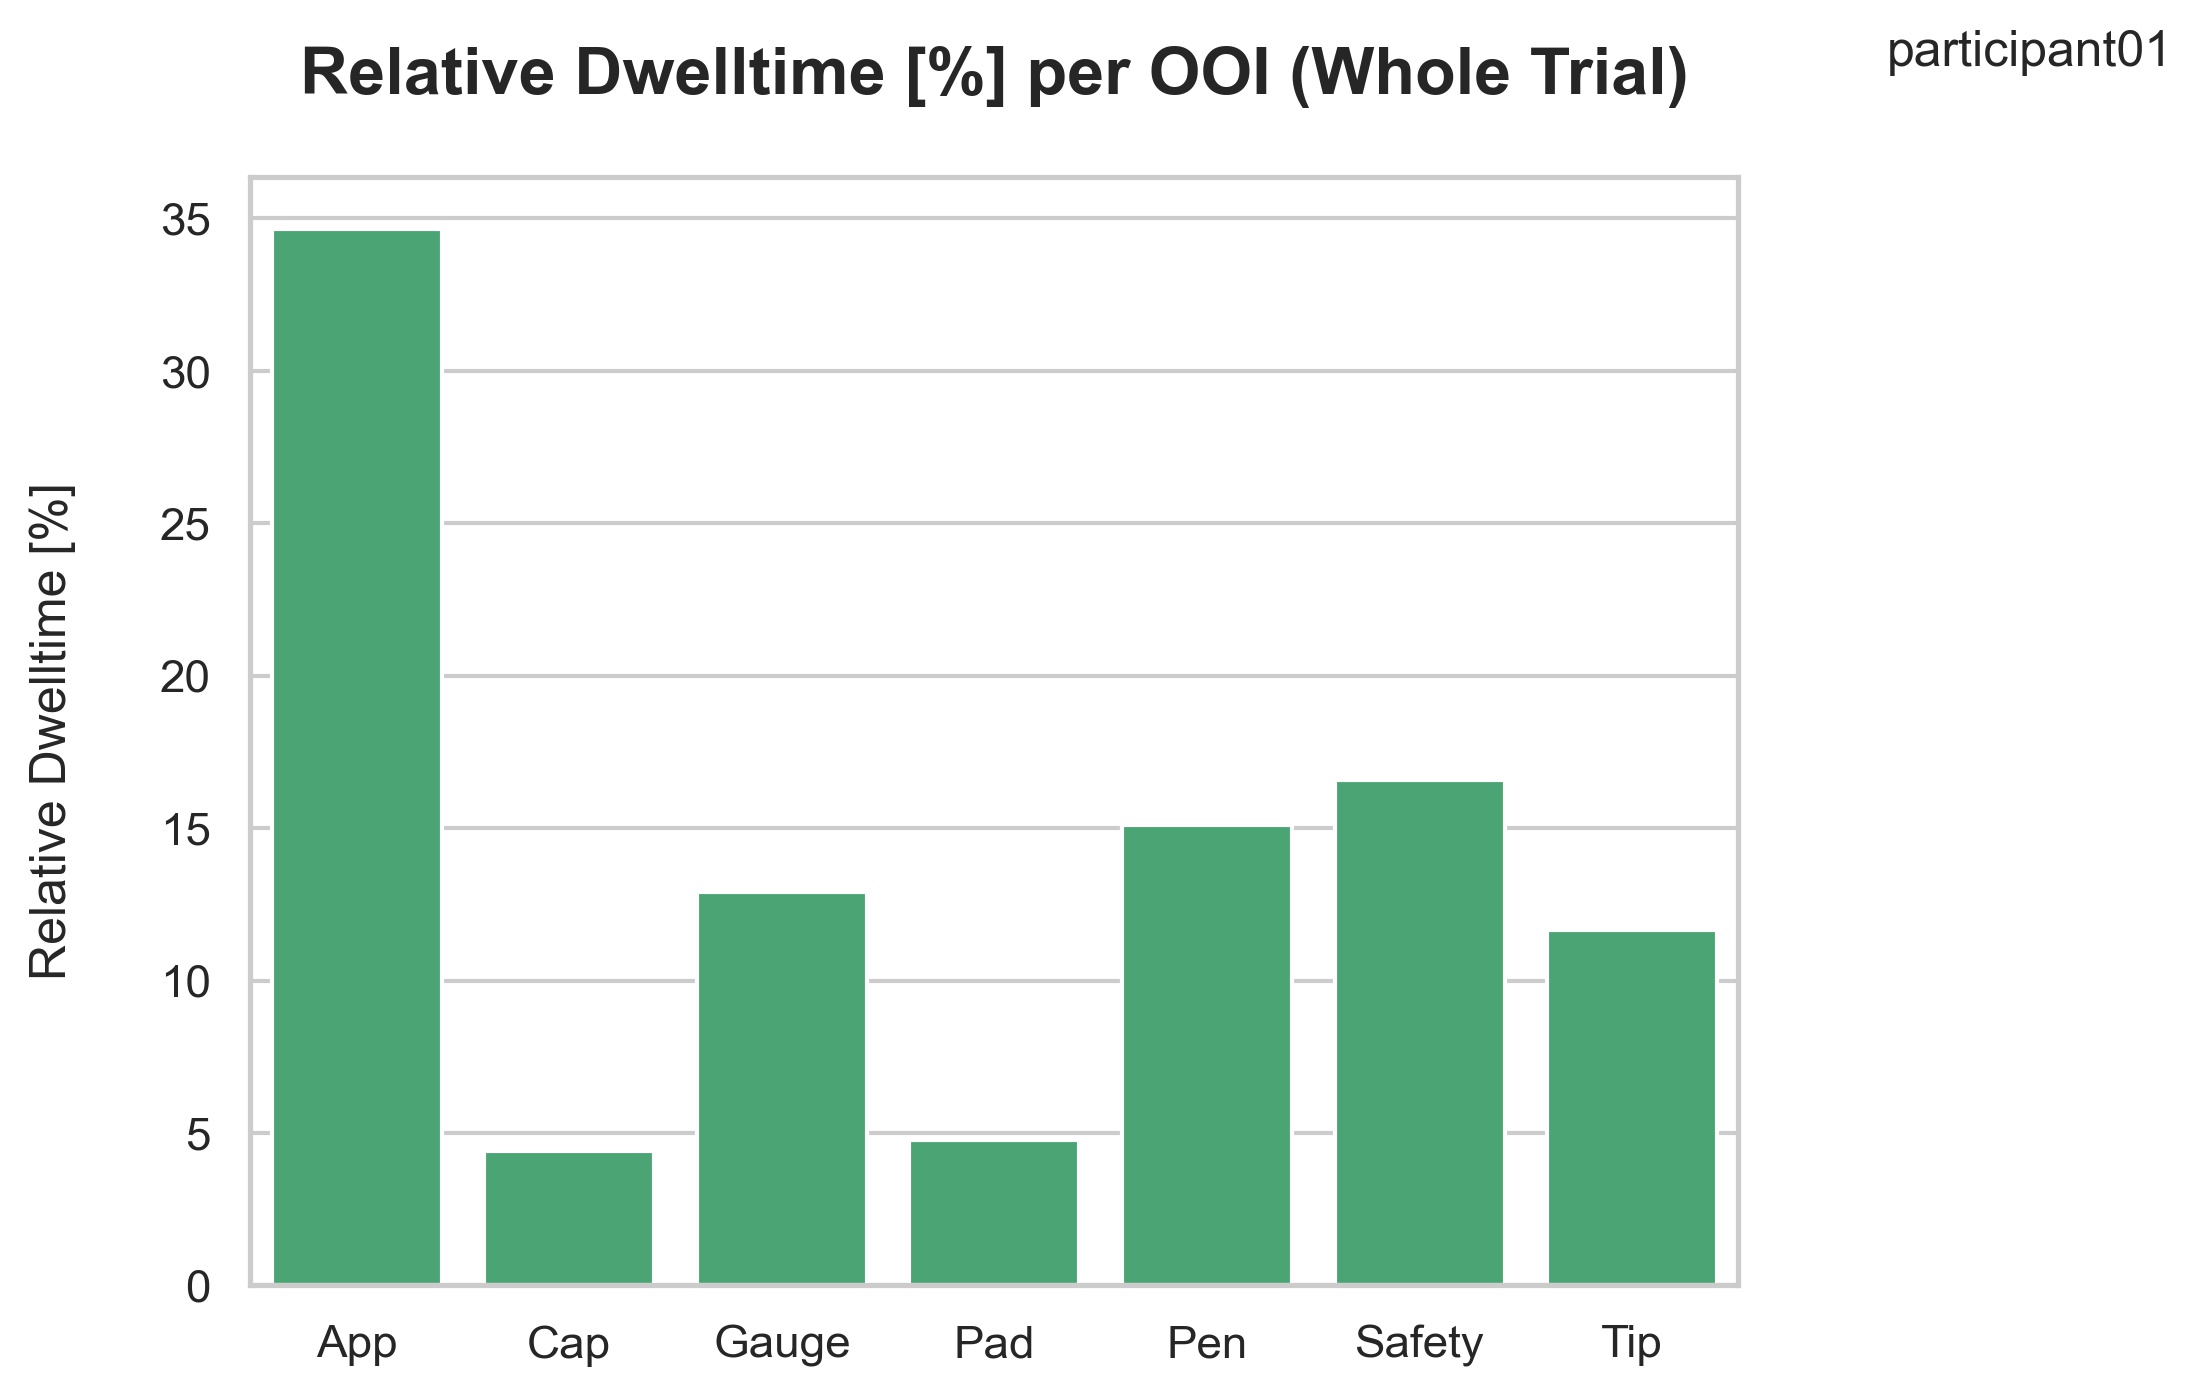 participant01
Relative Dwelltime [%] per OOI (Whole Trial)
Relative Dwelltime [%]
35
30
25
20
15
10
5
0
App Cap Gauge Pad Pen Safety Tip